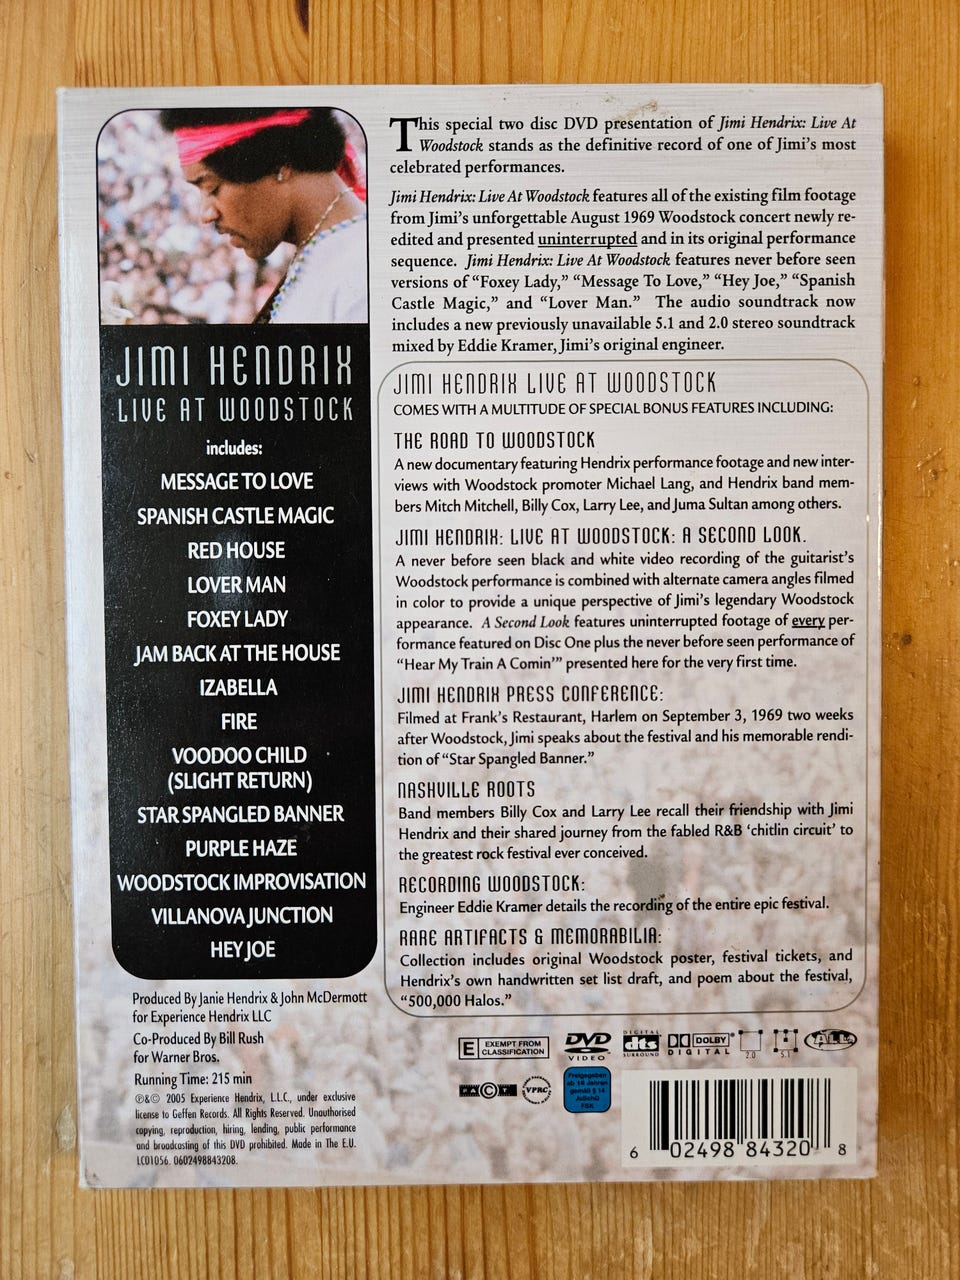 JIMI HENDRIX
LIVE AT WOODSTOCK
includes:
MESSAGE TO LOVE
SPANISH CASTLE MAGIC
RED HOUSE
LOVER MAN
FOXEY LADY
JAM BACK AT THE HOUSE
IZABELLA
FIRE
VOODOO CHILD
(SLIGHT RETURN)
STAR SPANGLED BANNER
PURPLE HAZE
WOODSTOCK IMPROVISATION
VILLANOVA JUNCTION
HEY JOE
Produced By Janie Hendrix & John McDermott
for Experience Hendrix LLC
Co-Produced By Bill Rush
for Warner Bros.
Running Time: 215 min
℗&© 2005 Experience Hendrix, L.L.C., under exclusive
license to Geffen Records. All Rights Reserved. Unauthorised
copying, reproduction, hiring, lending, public performance
and broadcasting of this DVD prohibited. Made in The E.U.
LC01056. 0602498843208.
This special two disc DVD presentation of Jimi Hendrix: Live At
Woodstock stands as the definitive record of one of Jimi's most
celebrated performances.
Jimi Hendrix: Live At Woodstock features all of the existing film footage
from Jimi's unforgettable August 1969 Woodstock concert newly re-
edited and presented uninterrupted and in its original performance
sequence. Jimi Hendrix: Live At Woodstock features never before seen
versions of "Foxey Lady," "Message To Love," "Hey Joe," "Spanish
Castle Magic," and "Lover Man." The audio soundtrack now
includes a new previously unavailable 5.1 and 2.0 stereo soundtrack
mixed by Eddie Kramer, Jimi's original engineer.
JIMI HENDRIX LIVE AT WOODSTOCK
COMES WITH A MULTITUDE OF SPECIAL BONUS FEATURES INCLUDING:
THE ROAD TO WOODSTOCK
A new documentary featuring Hendrix performance footage and new inter-
views with Woodstock promoter Michael Lang, and Hendrix band mem-
bers Mitch Mitchell, Billy Cox, Larry Lee, and Juma Sultan among others.
JIMI HENDRIX: LIVE AT WOODSTOCK: A SECOND LOOK.
A never before seen black and white video recording of the guitarist's
Woodstock performance is combined with alternate camera angles filmed
in color to provide a unique perspective of Jimi's legendary Woodstock
appearance. A Second Look features uninterrupted footage of every per-
formance featured on Disc One plus the never before seen performance of
"Hear My Train A Comin'" presented here for the very first time.
JIMI HENDRIX PRESS CONFERENCE:
Filmed at Frank's Restaurant, Harlem on September 3, 1969 two weeks
after Woodstock, Jimi speaks about the festival and his memorable rendi-
tion of "Star Spangled Banner."
NASHVILLE ROOTS
Band members Billy Cox and Larry Lee recall their friendship with Jimi
Hendrix and their shared journey from the fabled R&B 'chitlin circuit' to
the greatest rock festival ever conceived.
RECORDING WOODSTOCK:
Engineer Eddie Kramer details the recording of the entire epic festival.
RARE ARTIFACTS & MEMORABILIA:
Collection includes original Woodstock poster, festival tickets, and
Hendrix's own handwritten set list draft, and poem about the festival,
"500,000 Halos."
E EXEMPT FROM CLASSIFICATION
DVD VIDEO
DIGITAL dts SURROUND
DOLBY DIGITAL
2.0
5.1
ALL
FACT
VPRC
Freigegeben
ab 16 Jahren
gemäß § 14
JuSchG
FSK
6 02498 84320 8